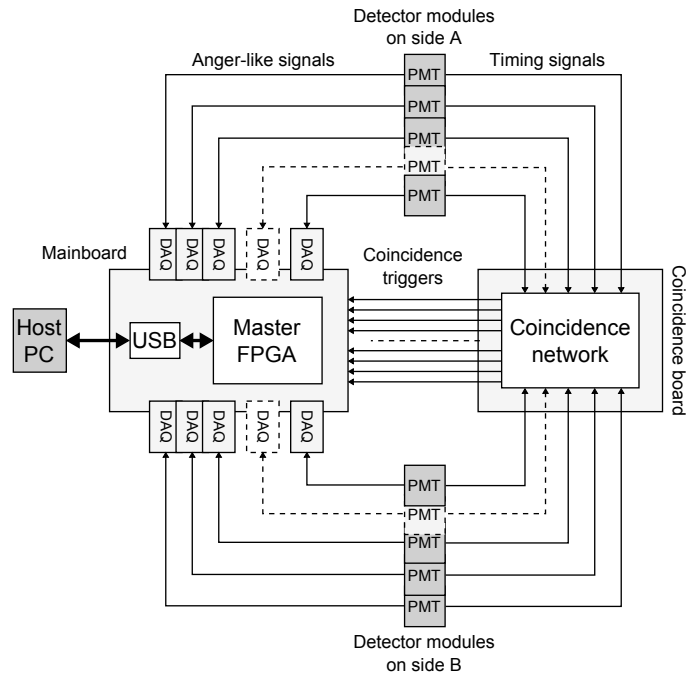 Detector modules
on side A
Anger-like signals
Timing signals
PMT
PMT
PMT
PMT
PMT
Mainboard
DAQ
DAQ
DAQ
DAQ
DAQ
Coincidence
triggers
Host
PC
USB
Master
FPGA
Coincidence
network
Coincidence board
DAQ
DAQ
DAQ
DAQ
DAQ
PMT
PMT
PMT
PMT
PMT
Detector modules
on side B